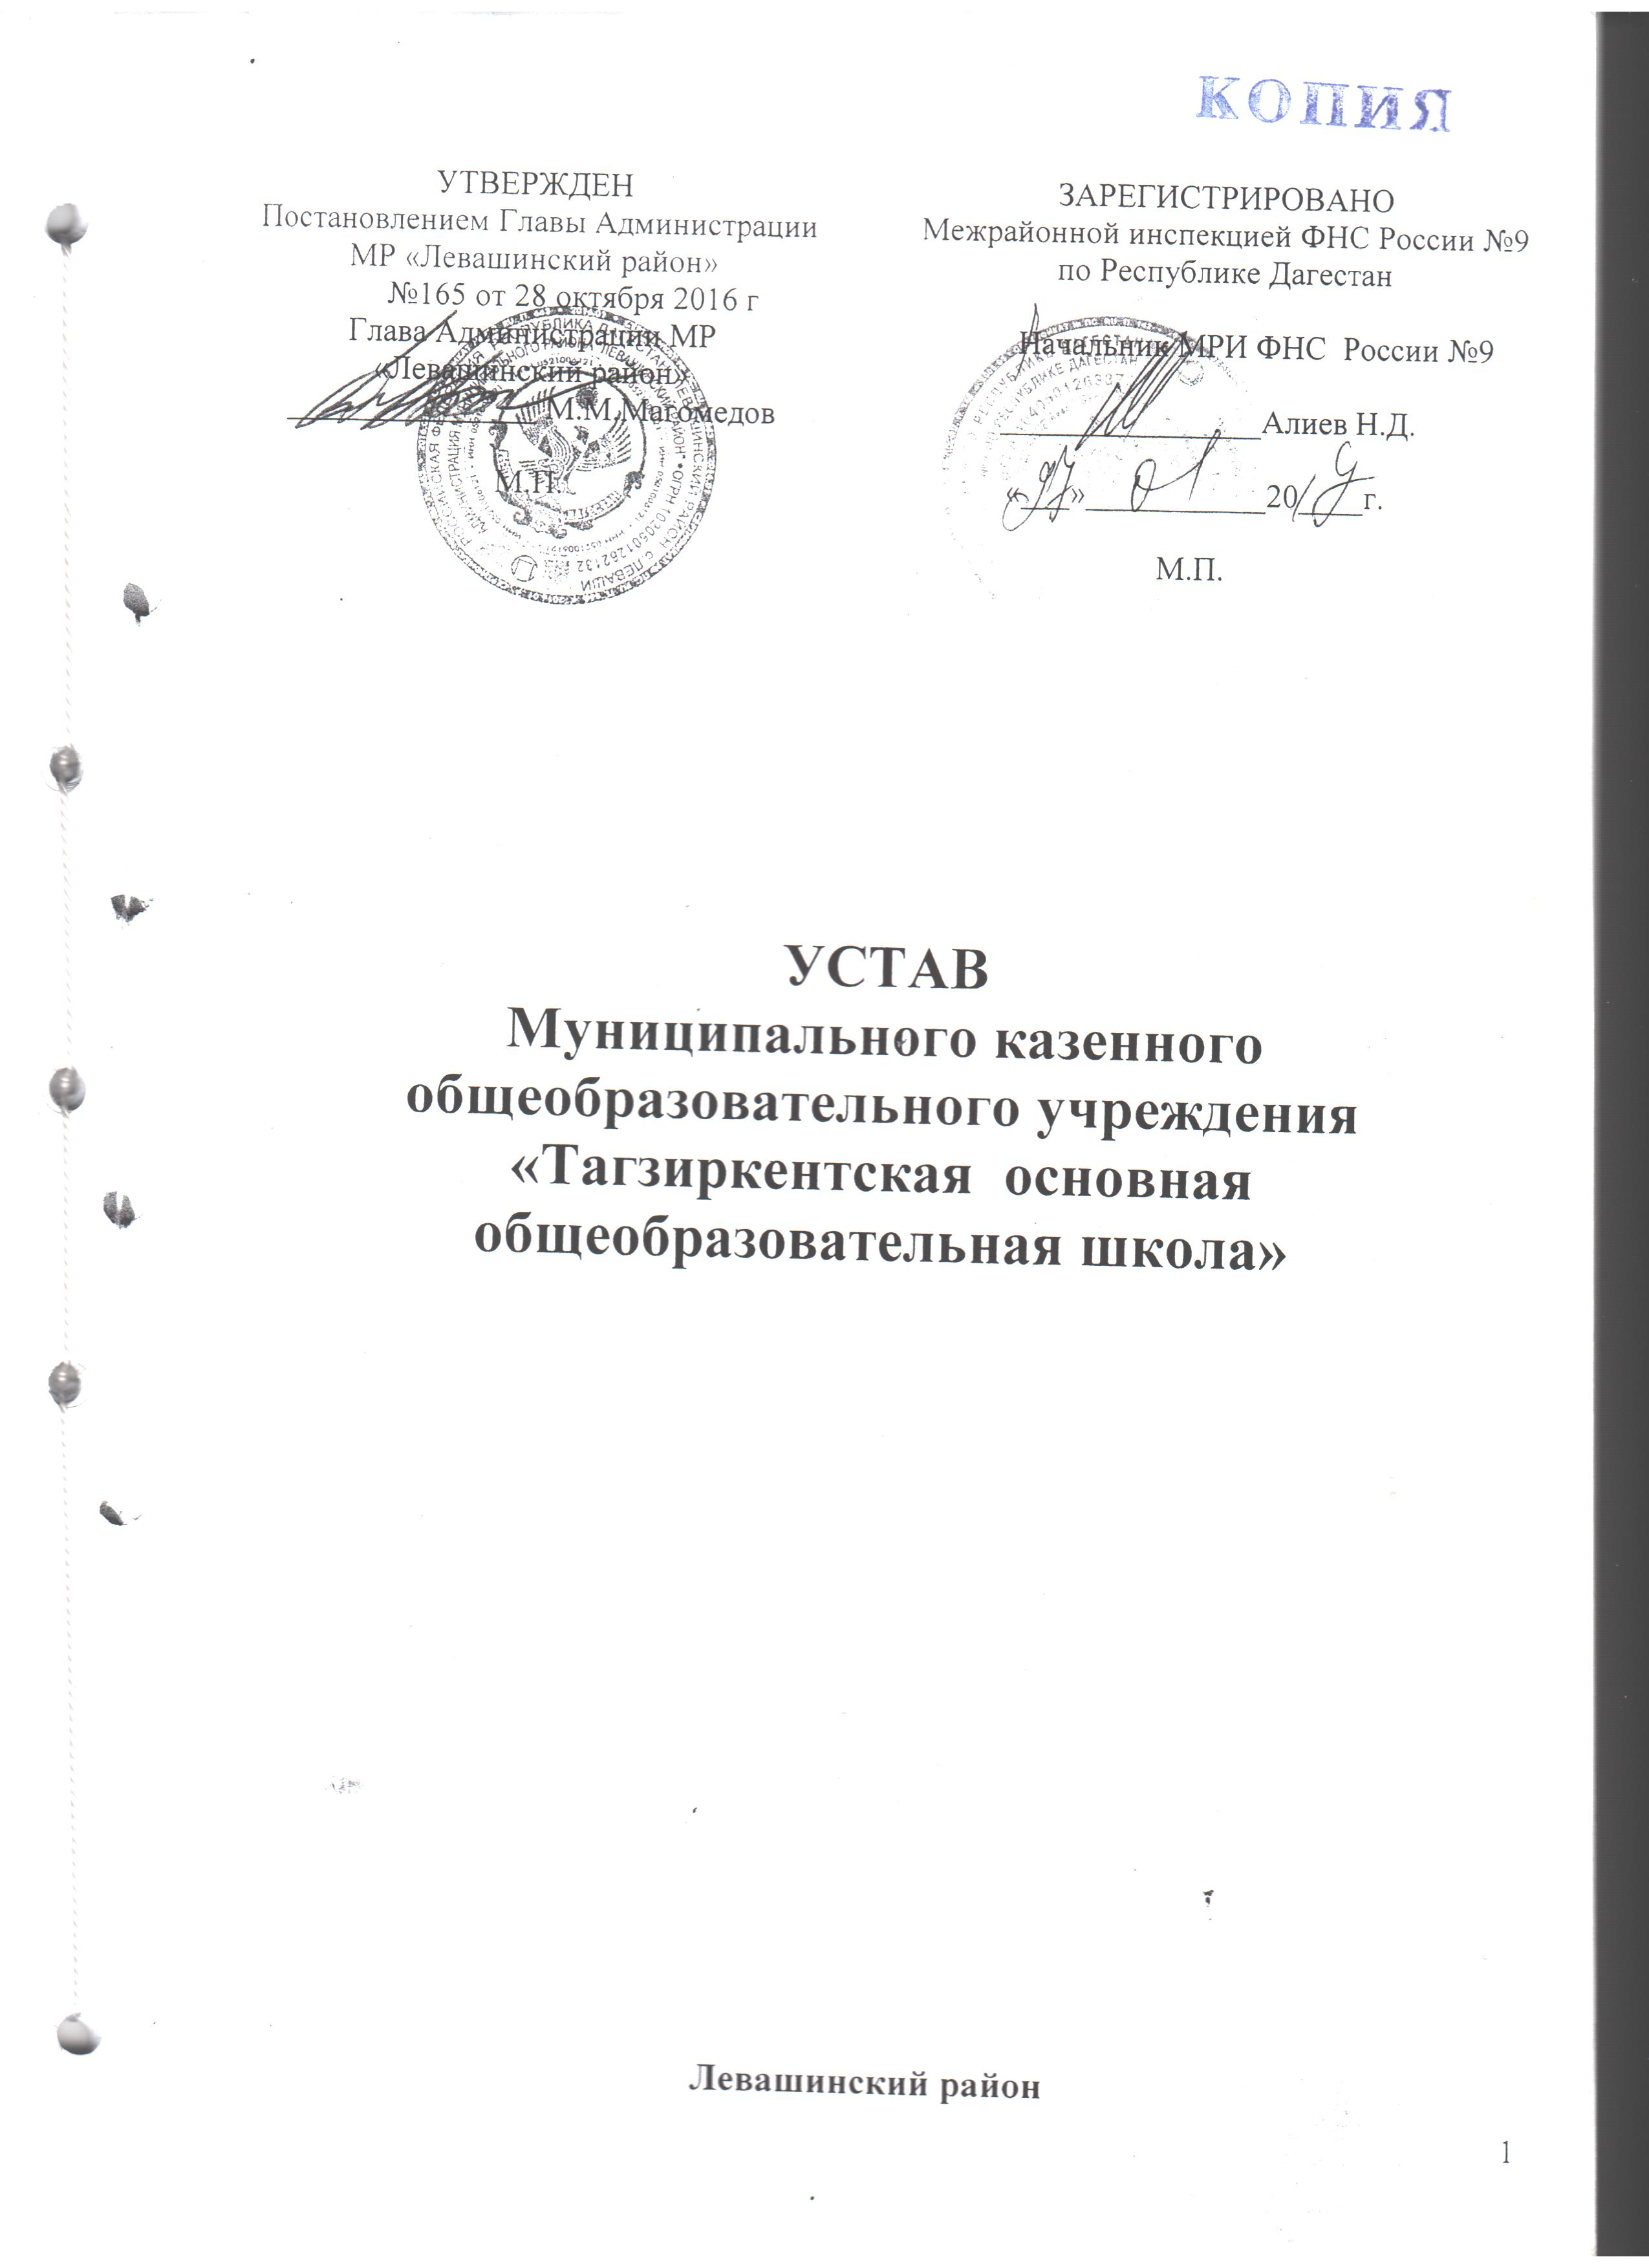 КОПИЯ
УТВЕРЖДЕН
Постановлением Главы Администрации
МР «Левашинский район»
№165 от 28 октября 2016 г
Глава Администрации МР
«Левашинский район»
М.М.Магомедов
М.П.
ЗАРЕГИСТРИРОВАНО
Межрайонной инспекцией ФНС России №9
по Республике Дагестан
Начальник МРИ ФНС  России №9
Алиев Н.Д.
« » 01 20 г.
М.П.
УСТАВ
Муниципального казенного
общеобразовательного учреждения
«Тагзиркентская  основная
общеобразовательная школа»
Левашинский район
1